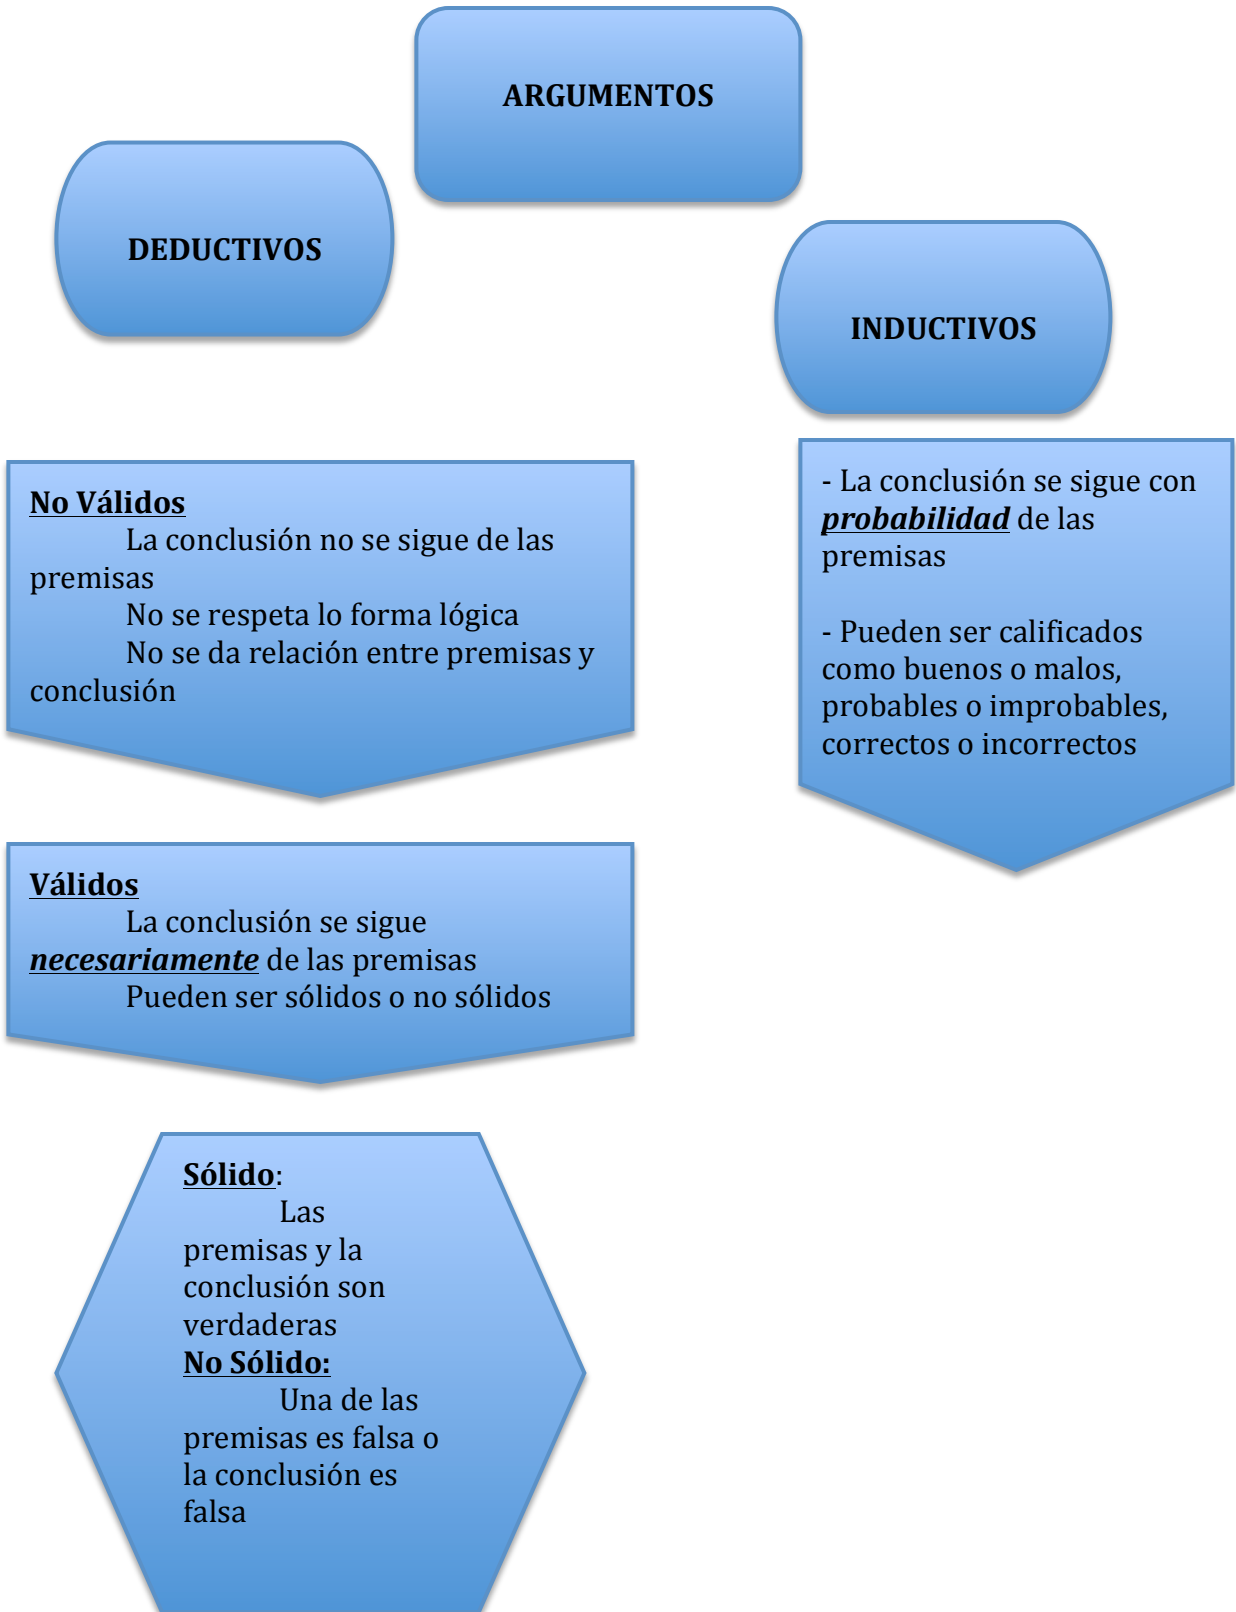 ARGUMENTOS
DEDUCTIVOS
INDUCTIVOS
No Válidos
La conclusión no se sigue de las
premisas
No se respeta lo forma lógica
No se da relación entre premisas y
conclusión
- La conclusión se sigue con
probabilidad de las
premisas
- Pueden ser calificados
como buenos o malos,
probables o improbables,
correctos o incorrectos
Válidos
La conclusión se sigue
necesariamente de las premisas
Pueden ser sólidos o no sólidos
Sólido:
Las
premisas y la
conclusión son
verdaderas
No Sólido:
Una de las
premisas es falsa o
la conclusión es
falsa